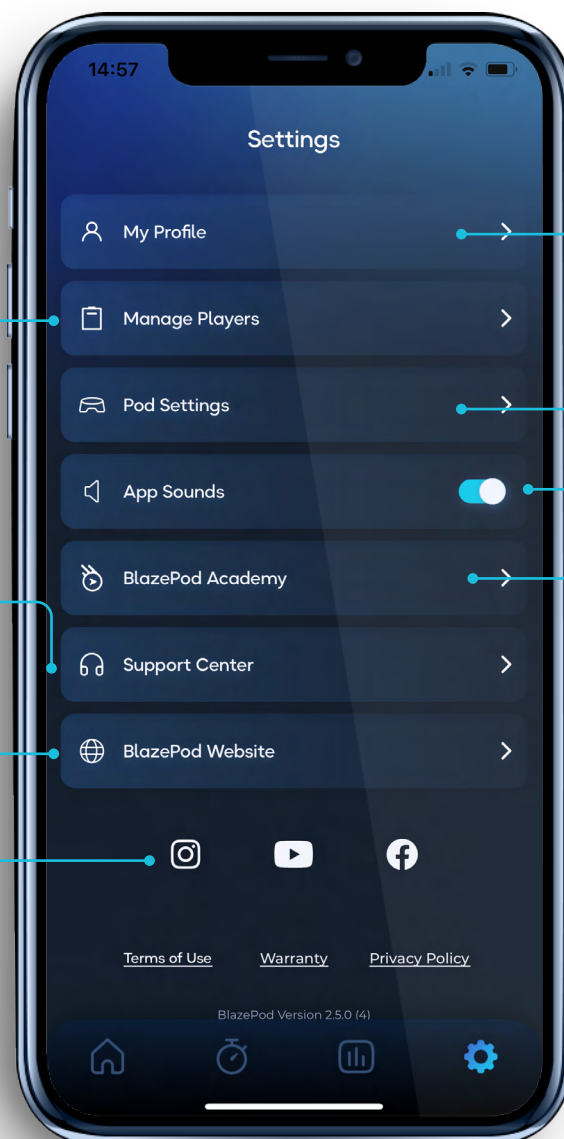 14:57
Settings
My Profile
Manage Players
Pod Settings
App Sounds
BlazePod Academy
Support Center
BlazePod Website
Terms of Use Warranty Privacy Policy
BlazePod Version 2.5.0 (4)